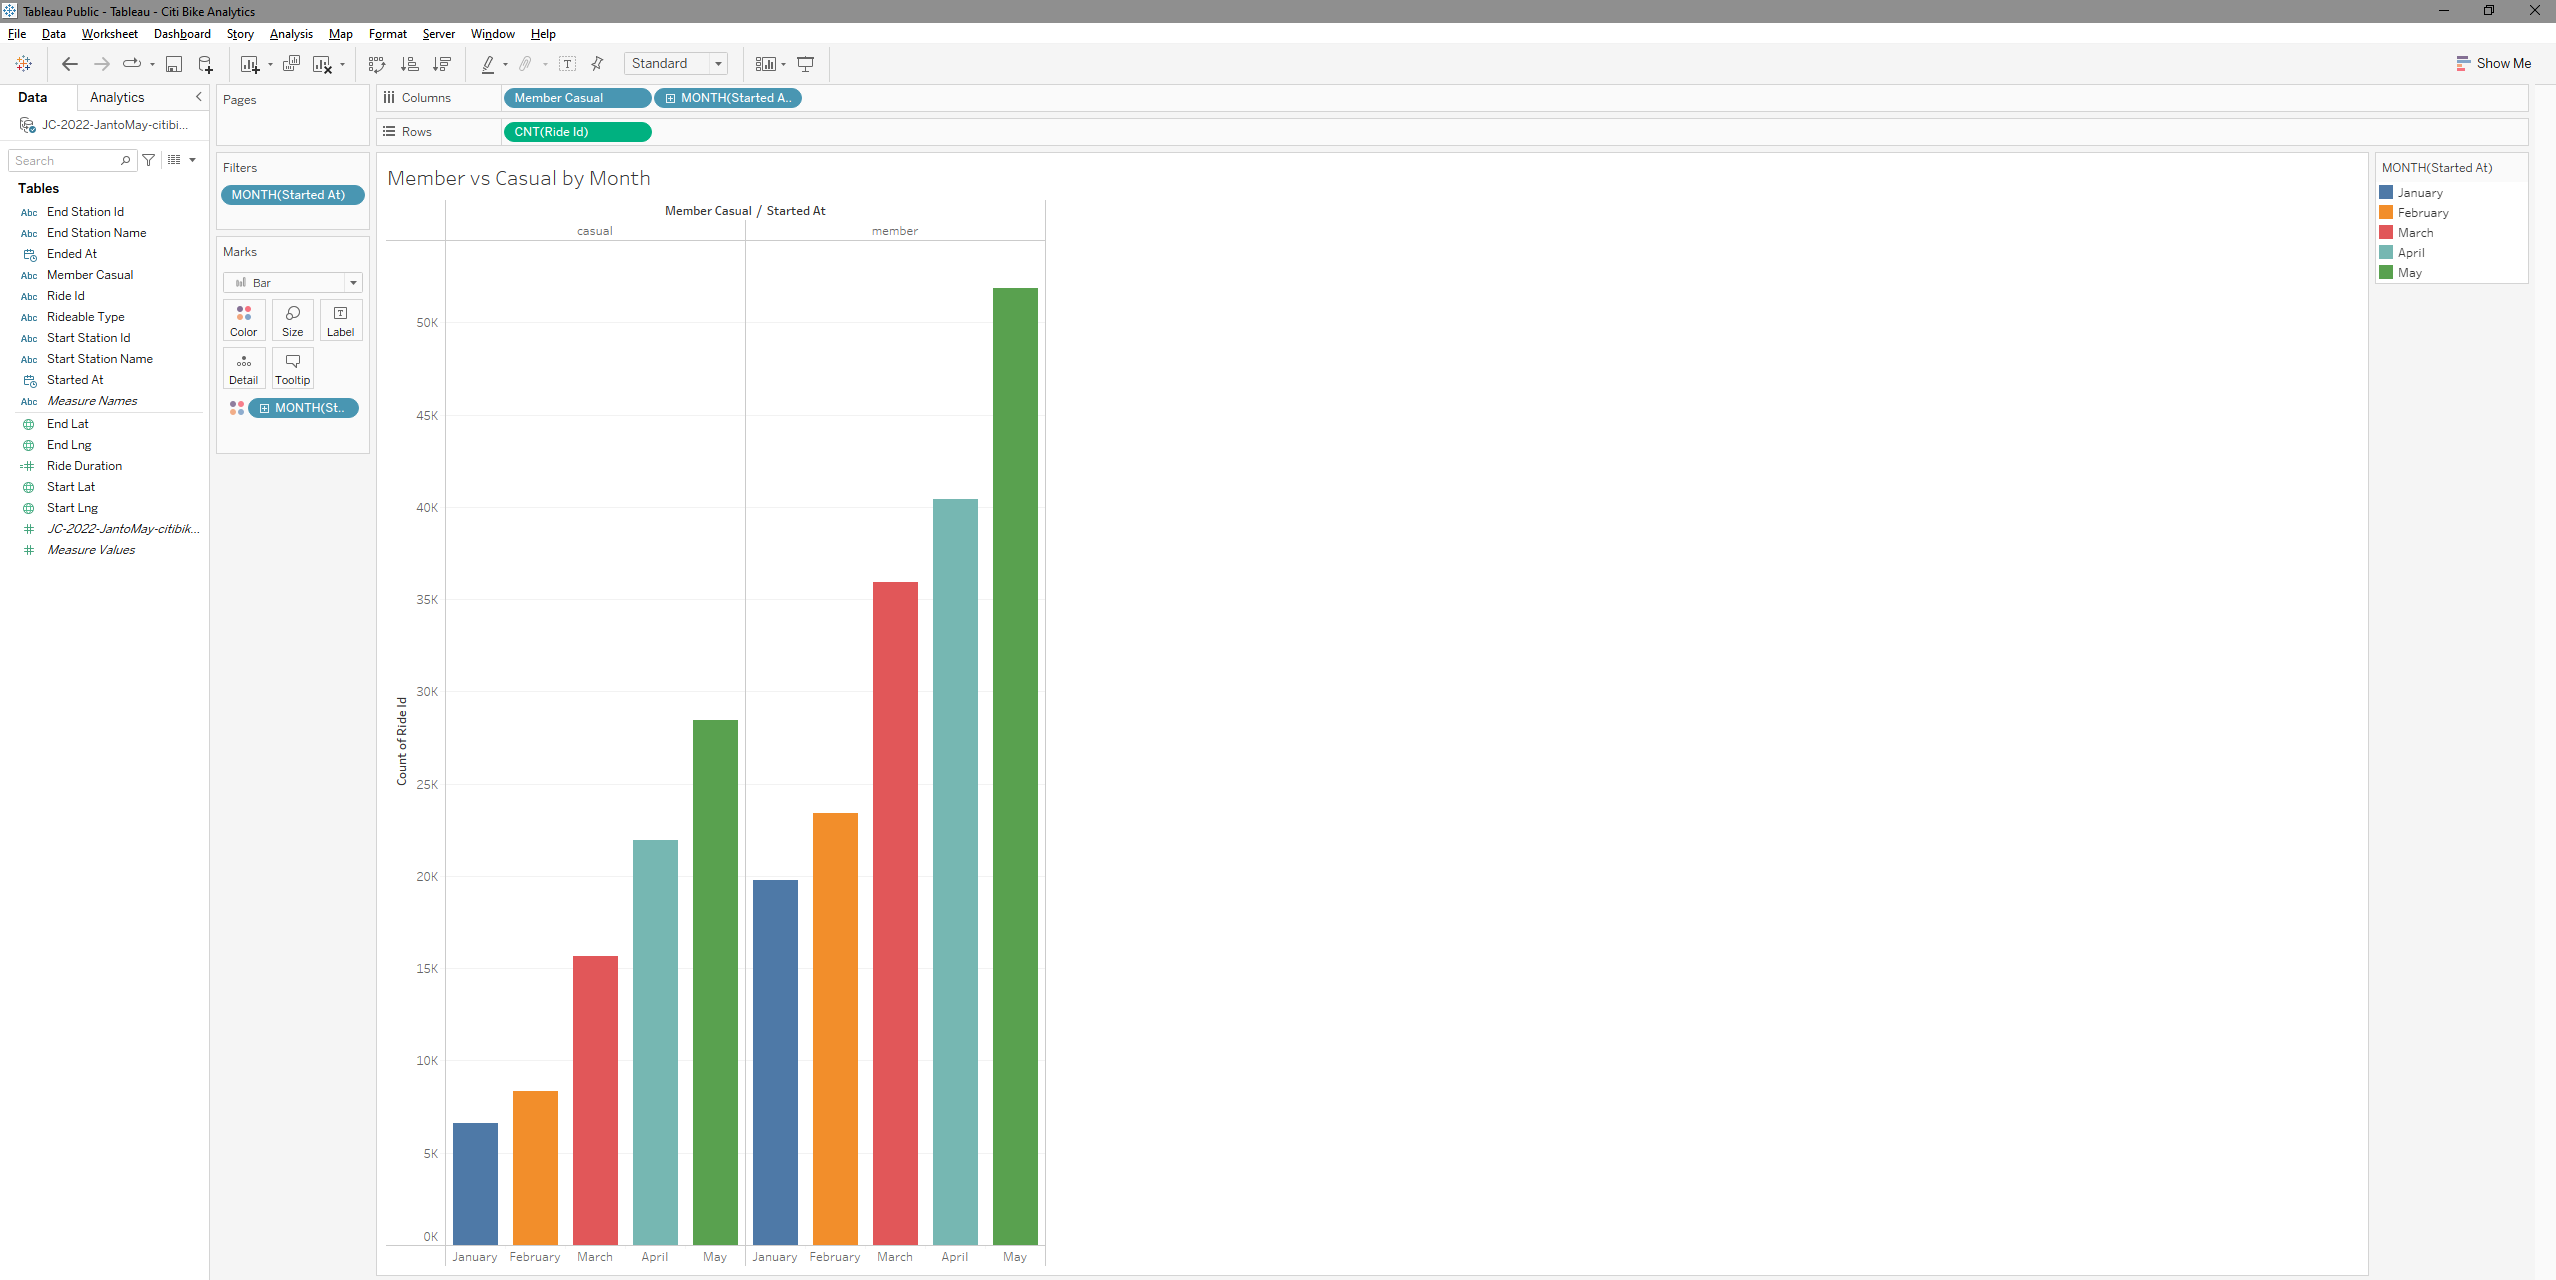 Tableau Public - Tableau - Citi Bike Analytics
File Data Worksheet Dashboard Story Analysis Map Format Server Window Help
Standard
Show Me
Data Analytics
JC-2022-JantoMay-citibi...
Search
Tables
Abc End Station Id
Abc End Station Name
Ended At
Abc Member Casual
Abc Ride Id
Abc Rideable Type
Abc Start Station Id
Abc Start Station Name
Started At
Abc Measure Names
End Lat
End Lng
Ride Duration
Start Lat
Start Lng
JC-2022-JantoMay-citibik...
Measure Values
Pages
Filters
MONTH(Started At)
Marks
Bar
Color Size Label
Detail Tooltip
MONTH(St..
Columns Member Casual MONTH(Started A..
Rows CNT(Ride Id)
Member vs Casual by Month
Member Casual / Started At
casual member
50K
45K
40K
35K
30K
25K
20K
15K
10K
5K
0K
Count of Ride Id
January February March April May January February March April May
MONTH(Started At)
January
February
March
April
May